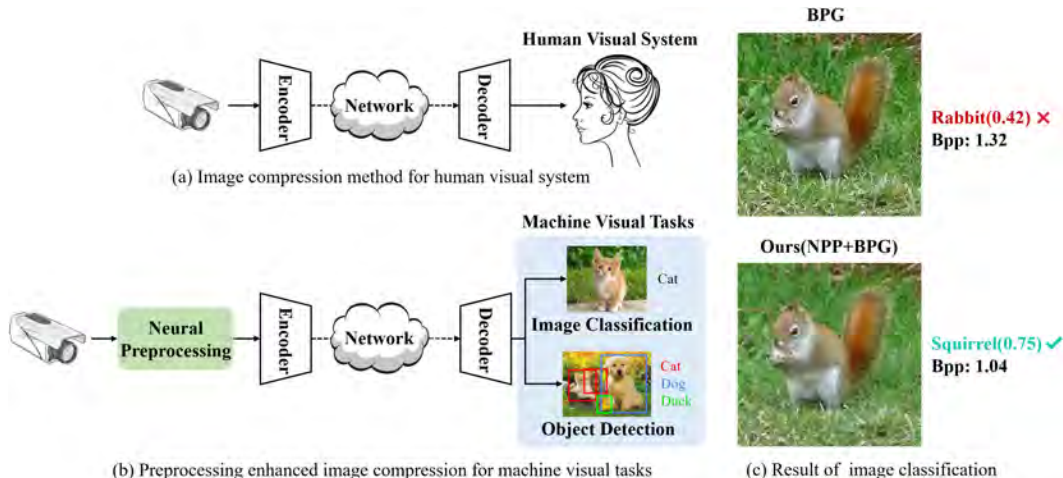 Human Visual System
Encoder
Network
Decoder
(a) Image compression method for human visual system
Machine Visual Tasks
Neural
Preprocessing
Encoder
Network
Decoder
Cat
Image Classification
Cat
Dog
Duck
Object Detection
(b) Preprocessing enhanced image compression for machine visual tasks
BPG
Rabbit(0.42) ×
Bpp: 1.32
Ours(NPP+BPG)
Squirrel(0.75) ✓
Bpp: 1.04
(c) Result of image classification